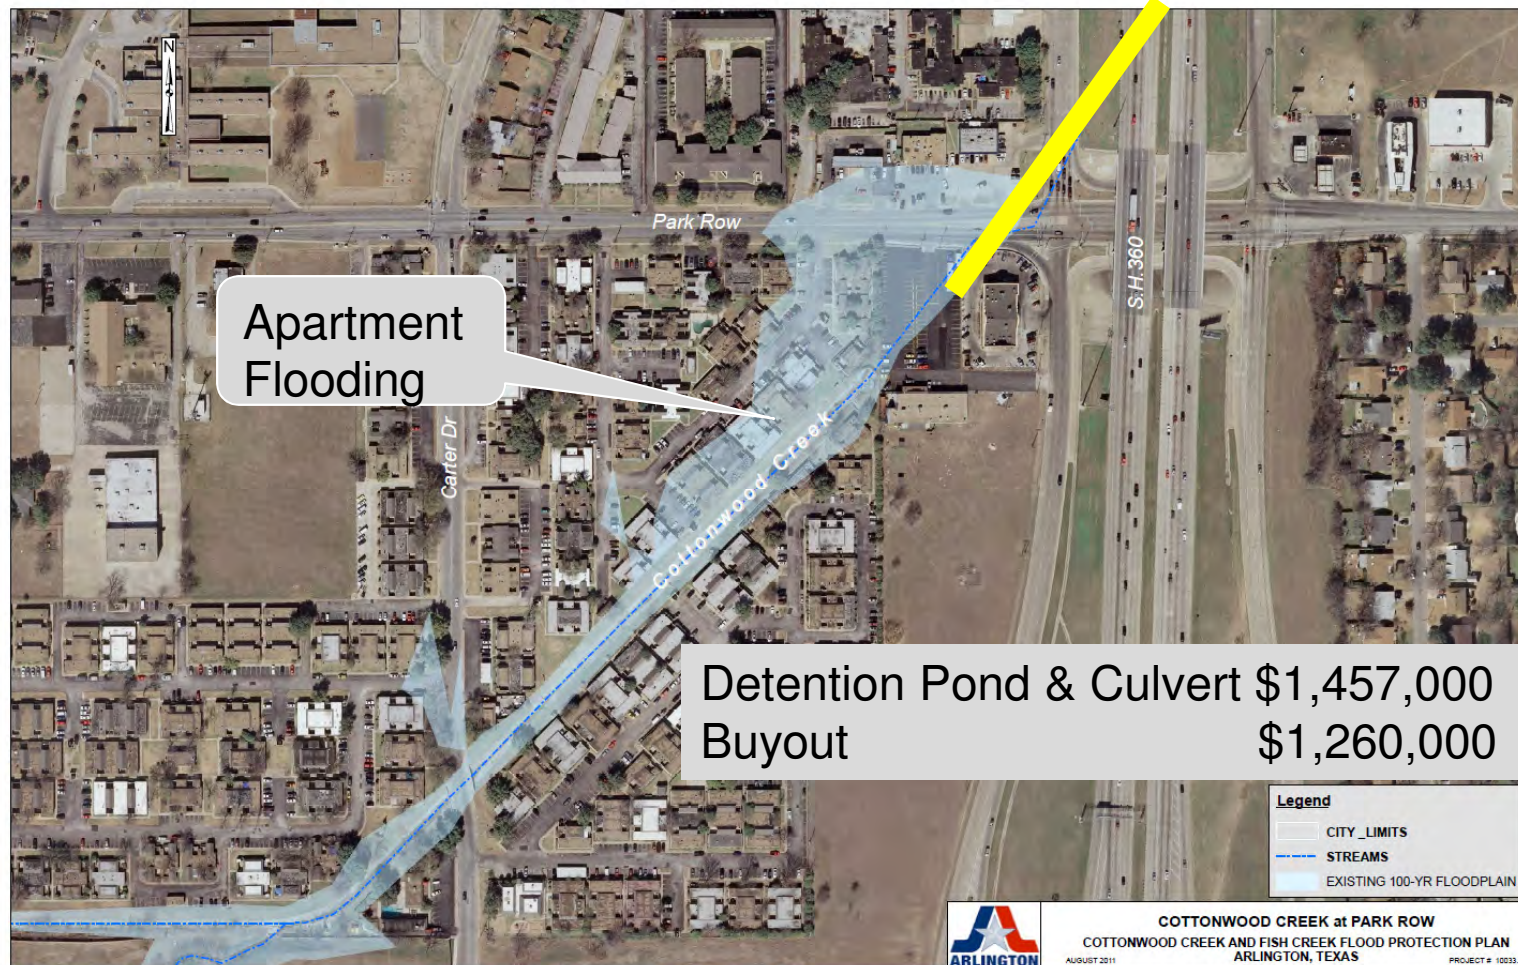 N
Park Row
S.H.360
Apartment
Flooding
Carter Dr
Cottonwood Creek
Detention Pond & Culvert $1,457,000
Buyout $1,260,000
Legend
CITY_LIMITS
STREAMS
EXISTING 100-YR FLOODPLAIN
ARLINGTON
COTTONWOOD CREEK at PARK ROW
COTTONWOOD CREEK AND FISH CREEK FLOOD PROTECTION PLAN
ARLINGTON, TEXAS
AUGUST 2011
PROJECT # 10033.